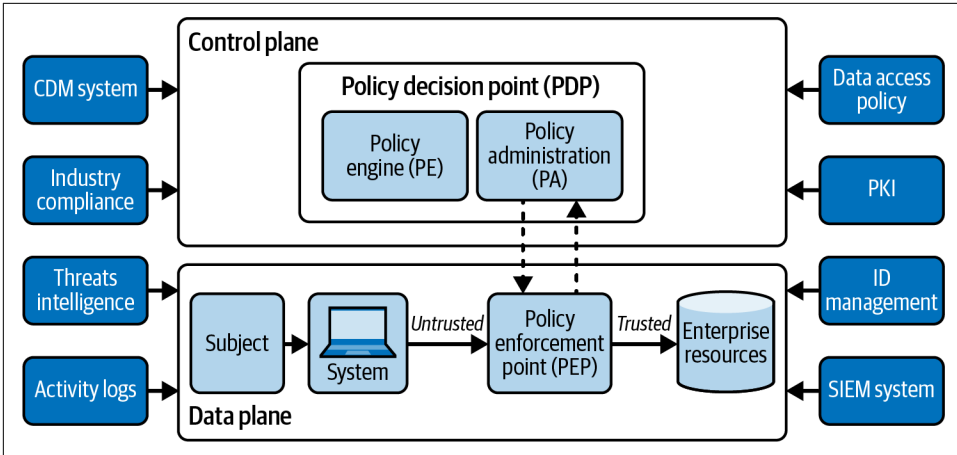 Control plane
CDM system
Policy decision point (PDP)
Data access
policy
Policy
engine (PE)
Policy
administration
(PA)
Industry
compliance
PKI
Threats
intelligence
ID
management
Subject
System
Untrusted
Policy
enforcement
point (PEP)
Trusted
Enterprise
resources
Activity logs
SIEM system
Data plane